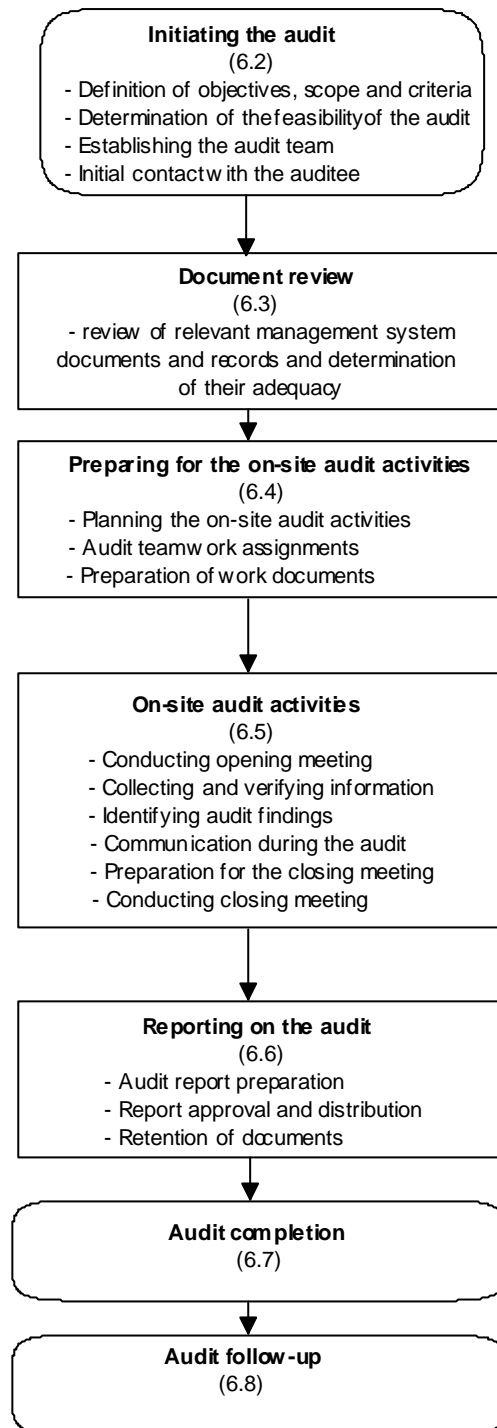 Initiating the audit
(6.2)
- Definition of objectives, scope and criteria
- Determination of the feasibility of the audit
- Establishing the audit team
- Initial contact with the auditee
Document review
(6.3)
- review of relevant management system
documents and records and determination
of their adequacy
Preparing for the on-site audit activities
(6.4)
- Planning the on-site audit activities
- Audit team work assignments
- Preparation of work documents
On-site audit activities
(6.5)
- Conducting opening meeting
- Collecting and verifying information
- Identifying audit findings
- Communication during the audit
- Preparation for the closing meeting
- Conducting closing meeting
Reporting on the audit
(6.6)
- Audit report preparation
- Report approval and distribution
- Retention of documents
Audit completion
(6.7)
Audit follow-up
(6.8)